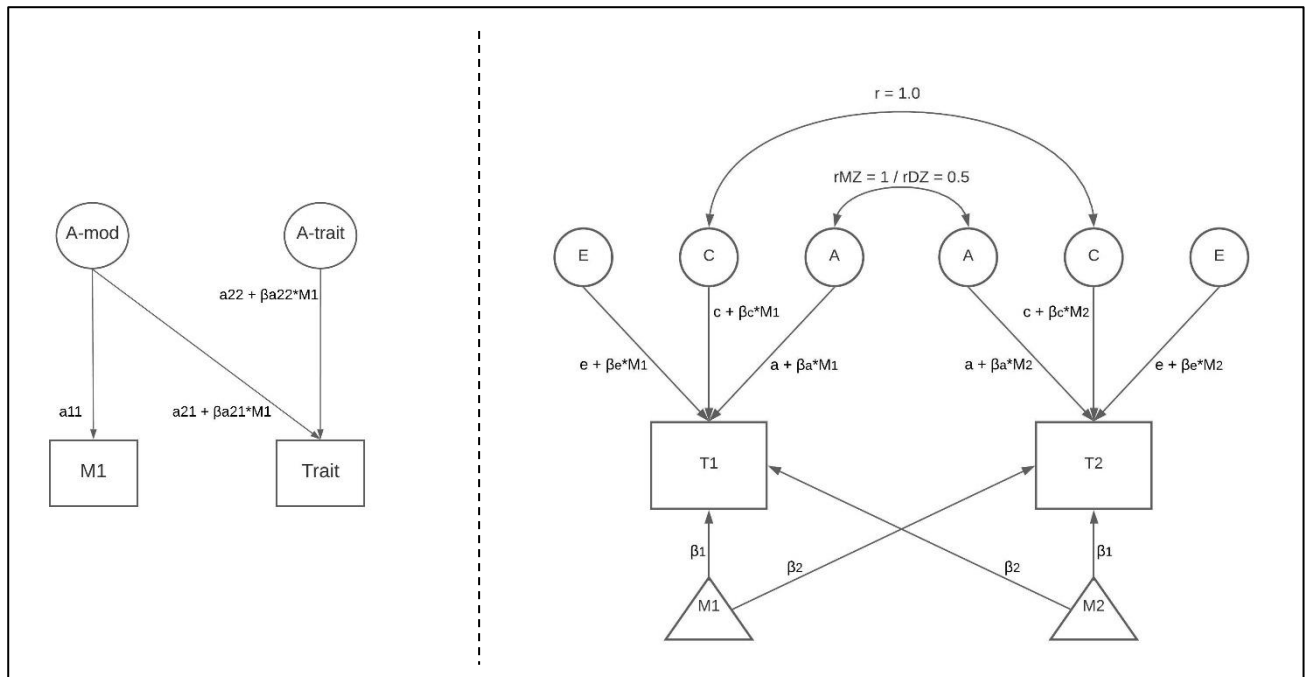 A-mod
A-trait
a22 + βa22*M1
a11
a21 + βa21*M1
M1
Trait
r = 1.0
rMZ = 1 / rDZ = 0.5
E
C
A
A
C
E
c + βc*M1
c + βc*M2
e + βe*M1
a + βa*M1
a + βa*M2
e + βe*M2
T1
T2
β1
β2
β2
β1
M1
M2